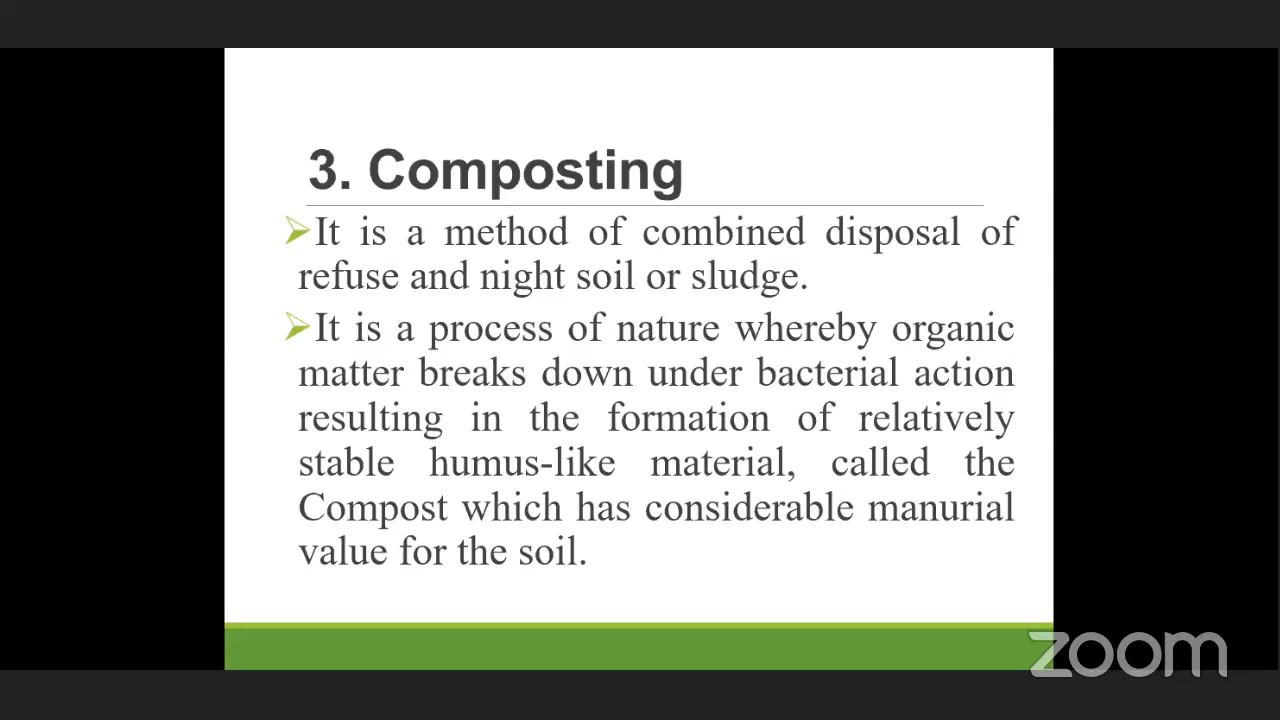 3. Composting
It is a method of combined disposal of
refuse and night soil or sludge.
It is a process of nature whereby organic
matter breaks down under bacterial action
resulting in the formation of relatively
stable humus-like material, called the
Compost which has considerable manurial
value for the soil.
zoom